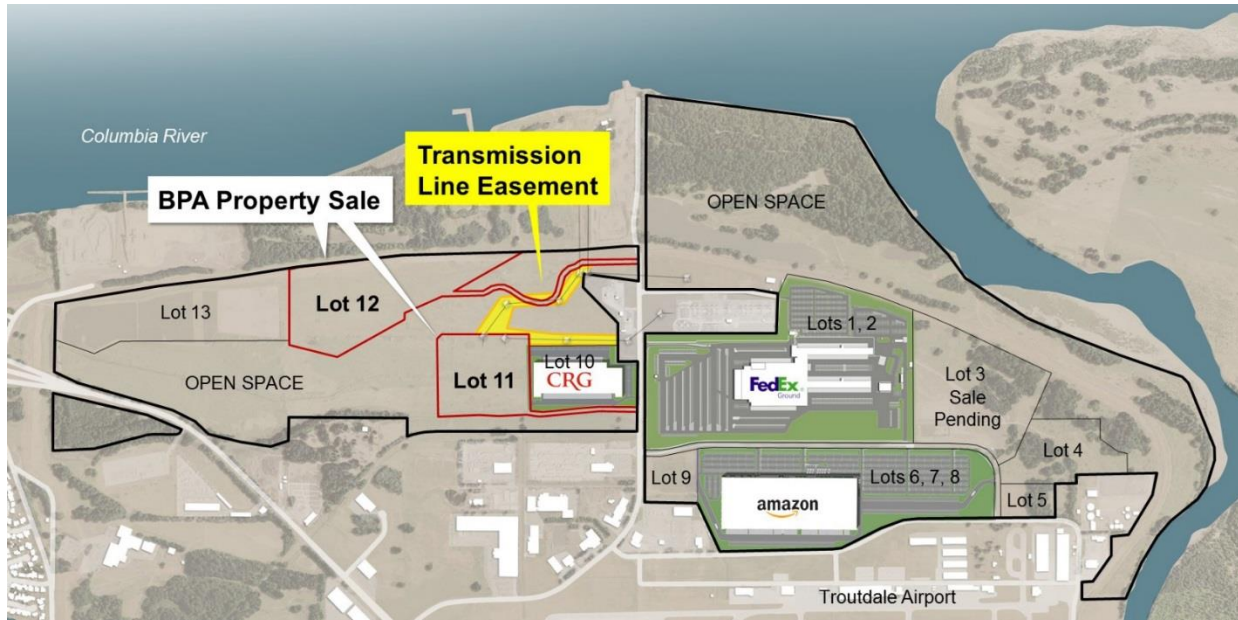 Columbia River
Transmission
Line Easement
BPA Property Sale
OPEN SPACE
Lot 13
Lot 12
OPEN SPACE
Lot 11
Lot 10
CRG
Lots 1, 2
FedEx
Ground
Lot 3
Sale
Pending
Lot 4
Lot 9
Lots 6, 7, 8
Lot 5
amazon
Troutdale Airport